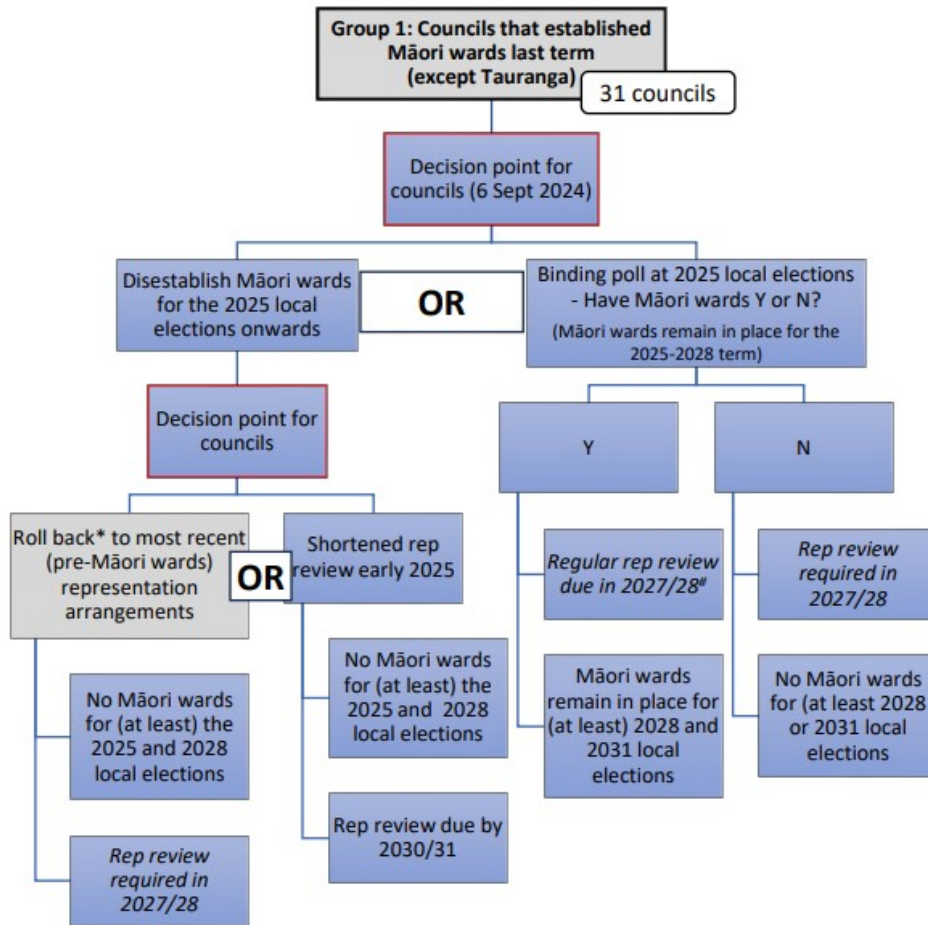 Group 1: Councils that established
Māori wards last term
(except Tauranga)
31 councils
Decision point for
councils (6 Sept 2024)
Disestablish Māori wards
for the 2025 local
elections onwards
OR
Binding poll at 2025 local elections
- Have Māori wards Y or N?
(Māori wards remain in place for the
2025-2028 term)
Decision point for
councils
Y
N
Roll back* to most recent
(pre-Māori wards)
representation
arrangements
OR
Shortened rep
review early 2025
Regular rep review
due in 2027/28#
Rep review
required in
2027/28
No Māori wards
for (at least) the
2025 and 2028
local elections
No Māori wards
for (at least) the
2025 and  2028
local elections
Māori wards
remain in place for
(at least) 2028 and
2031 local
elections
No Māori wards
for (at least 2028
or 2031 local
elections
Rep review
required in
2027/28
Rep review due by
2030/31